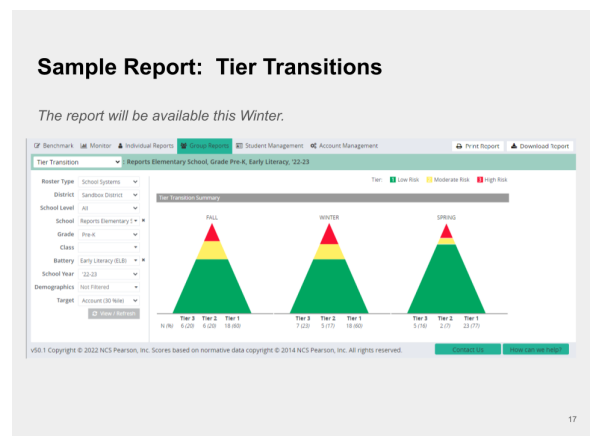 Sample Report: Tier Transitions
The report will be available this Winter.
Benchmark Monitor Individual Reports Group Reports Student Management Account Management Print Report Download Report
Tier Transition : Reports Elementary School, Grade Pre-K, Early Literacy, '22-23
Roster Type School Systems
District Sandbox District
School Level All
School Reports Elementary S
Grade Pre-K
Class
Battery Early Literacy (ELB)
School Year '22-23
Demographics Not Filtered
Target Account (30 %ile)
View / Refresh
Tier: 1 Low Risk 2 Moderate Risk 3 High Risk
Tier Transition Summary
FALL WINTER SPRING
Tier 3 Tier 2 Tier 1 Tier 3 Tier 2 Tier 1 Tier 3 Tier 2 Tier 1
N (%) 6 (20) 6 (20) 18 (60) 7 (23) 5 (17) 18 (60) 5 (16) 2 (7) 23 (77)
v50.1 Copyright © 2022 NCS Pearson, Inc. Scores based on normative data copyright © 2014 NCS Pearson, Inc. All rights reserved. Contact Us How can we help?
17